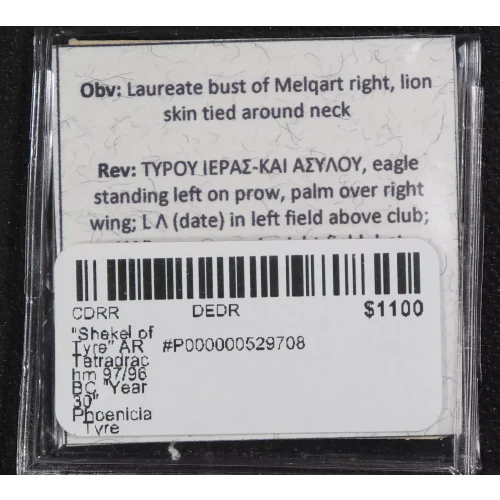 Obv: Laureate bust of Melqart right, lion
skin tied around neck
Rev: ΤΥΡΟΥ ΙΕΡΑΣ-ΚΑΙ ΑΣΥΛΟΥ, eagle
standing left on prow, palm over right
wing; L Λ (date) in left field above club;
CDRR DEDR $1100
"Shekel of
Tyre" AR #P000000529708
Tetradrac
hm 97/96
BC "Year
30"
Phoenicia
Tyre